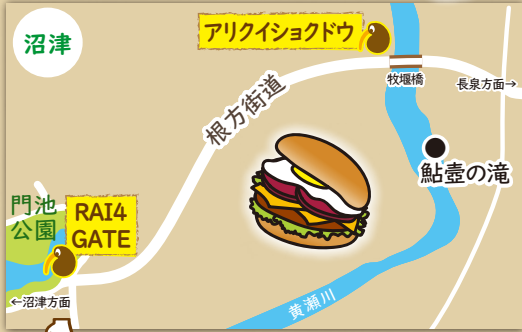 沼津
アリクイショクドウ
牧堰橋
長泉方面→
根方街道
鮎壺の滝
門池
公園
RAI4
GATE
←沼津方面
黄瀬川